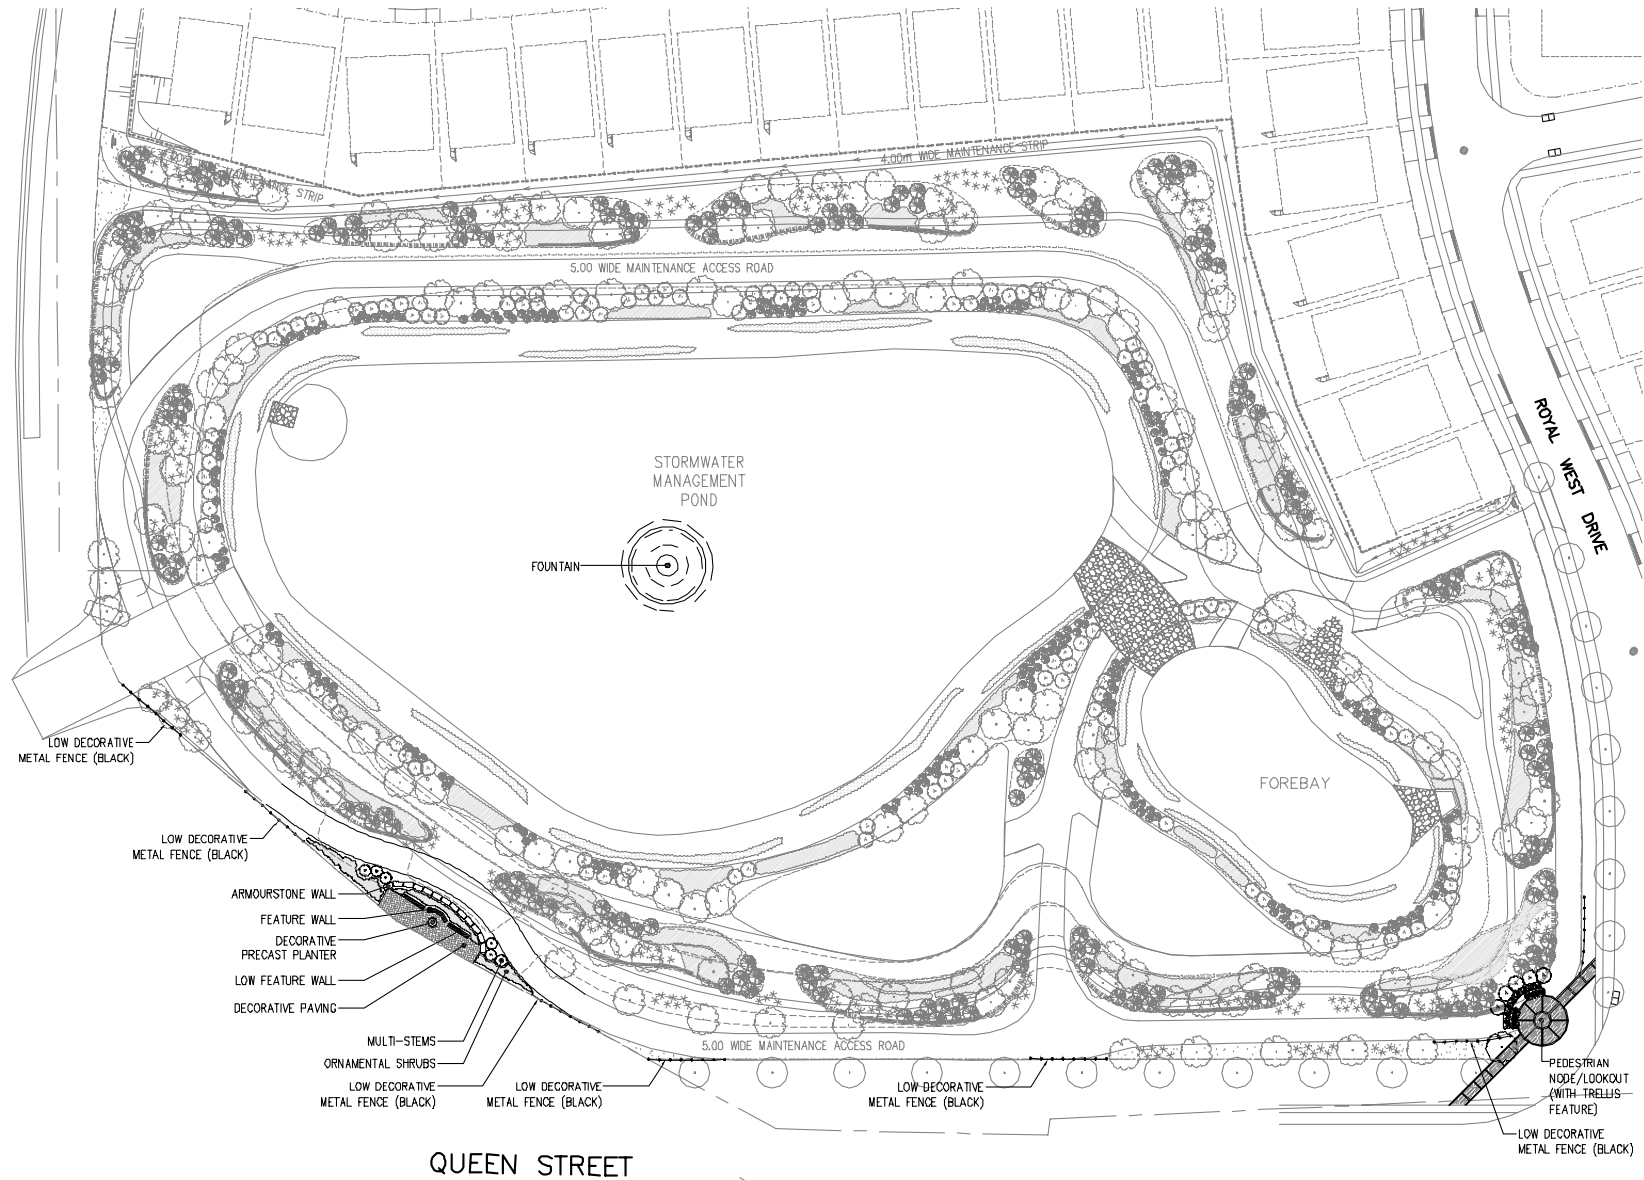 4.00m WIDE MAINTENANCE STRIP
MAINTENANCE STRIP
5.00 WIDE MAINTENANCE ACCESS ROAD
ROYAL WEST DRIVE
STORMWATER
MANAGEMENT
POND
FOUNTAIN
LOW DECORATIVE
METAL FENCE (BLACK)
FOREBAY
LOW DECORATIVE
METAL FENCE (BLACK)
ARMOURSTONE WALL
FEATURE WALL
DECORATIVE
PRECAST PLANTER
LOW FEATURE WALL
DECORATIVE PAVING
MULTI-STEMS
ORNAMENTAL SHRUBS
LOW DECORATIVE
METAL FENCE (BLACK)
LOW DECORATIVE
METAL FENCE (BLACK)
5.00 WIDE MAINTENANCE ACCESS ROAD
LOW DECORATIVE
METAL FENCE (BLACK)
PEDESTRIAN
NODE/LOOKOUT
(WITH TRELLIS
FEATURE)
LOW DECORATIVE
METAL FENCE (BLACK)
QUEEN STREET